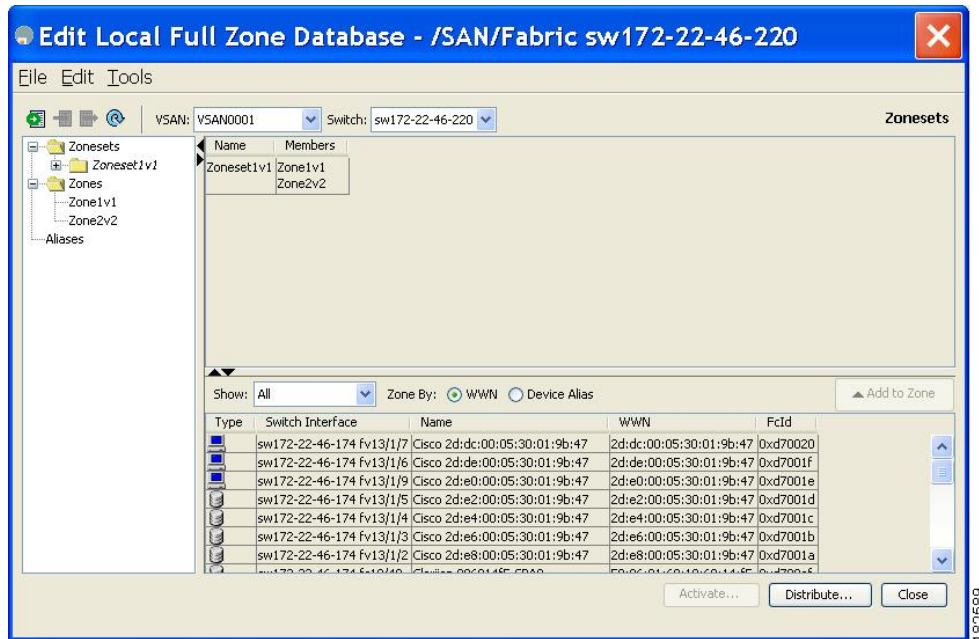 Edit Local Full Zone Database - /SAN/Fabric sw172-22-46-220
File Edit Tools
VSAN: VSAN0001 Switch: sw172-22-46-220 Zonesets
Zonesets
Zoneset1v1
Zones
Zone1v1
Zone2v2
Aliases
Name Members
Zoneset1v1 Zone1v1
Zone2v2
Show: All Zone By: WWN Device Alias Add to Zone
Type Switch Interface Name WWN FcId
sw172-22-46-174 fv13/1/7 Cisco 2d:dc:00:05:30:01:9b:47 2d:dc:00:05:30:01:9b:47 0xd70020
sw172-22-46-174 fv13/1/6 Cisco 2d:de:00:05:30:01:9b:47 2d:de:00:05:30:01:9b:47 0xd7001f
sw172-22-46-174 fv13/1/9 Cisco 2d:e0:00:05:30:01:9b:47 2d:e0:00:05:30:01:9b:47 0xd7001e
sw172-22-46-174 fv13/1/5 Cisco 2d:e2:00:05:30:01:9b:47 2d:e2:00:05:30:01:9b:47 0xd7001d
sw172-22-46-174 fv13/1/4 Cisco 2d:e4:00:05:30:01:9b:47 2d:e4:00:05:30:01:9b:47 0xd7001c
sw172-22-46-174 fv13/1/3 Cisco 2d:e6:00:05:30:01:9b:47 2d:e6:00:05:30:01:9b:47 0xd7001b
sw172-22-46-174 fv13/1/2 Cisco 2d:e8:00:05:30:01:9b:47 2d:e8:00:05:30:01:9b:47 0xd7001a
Activate... Distribute... Close